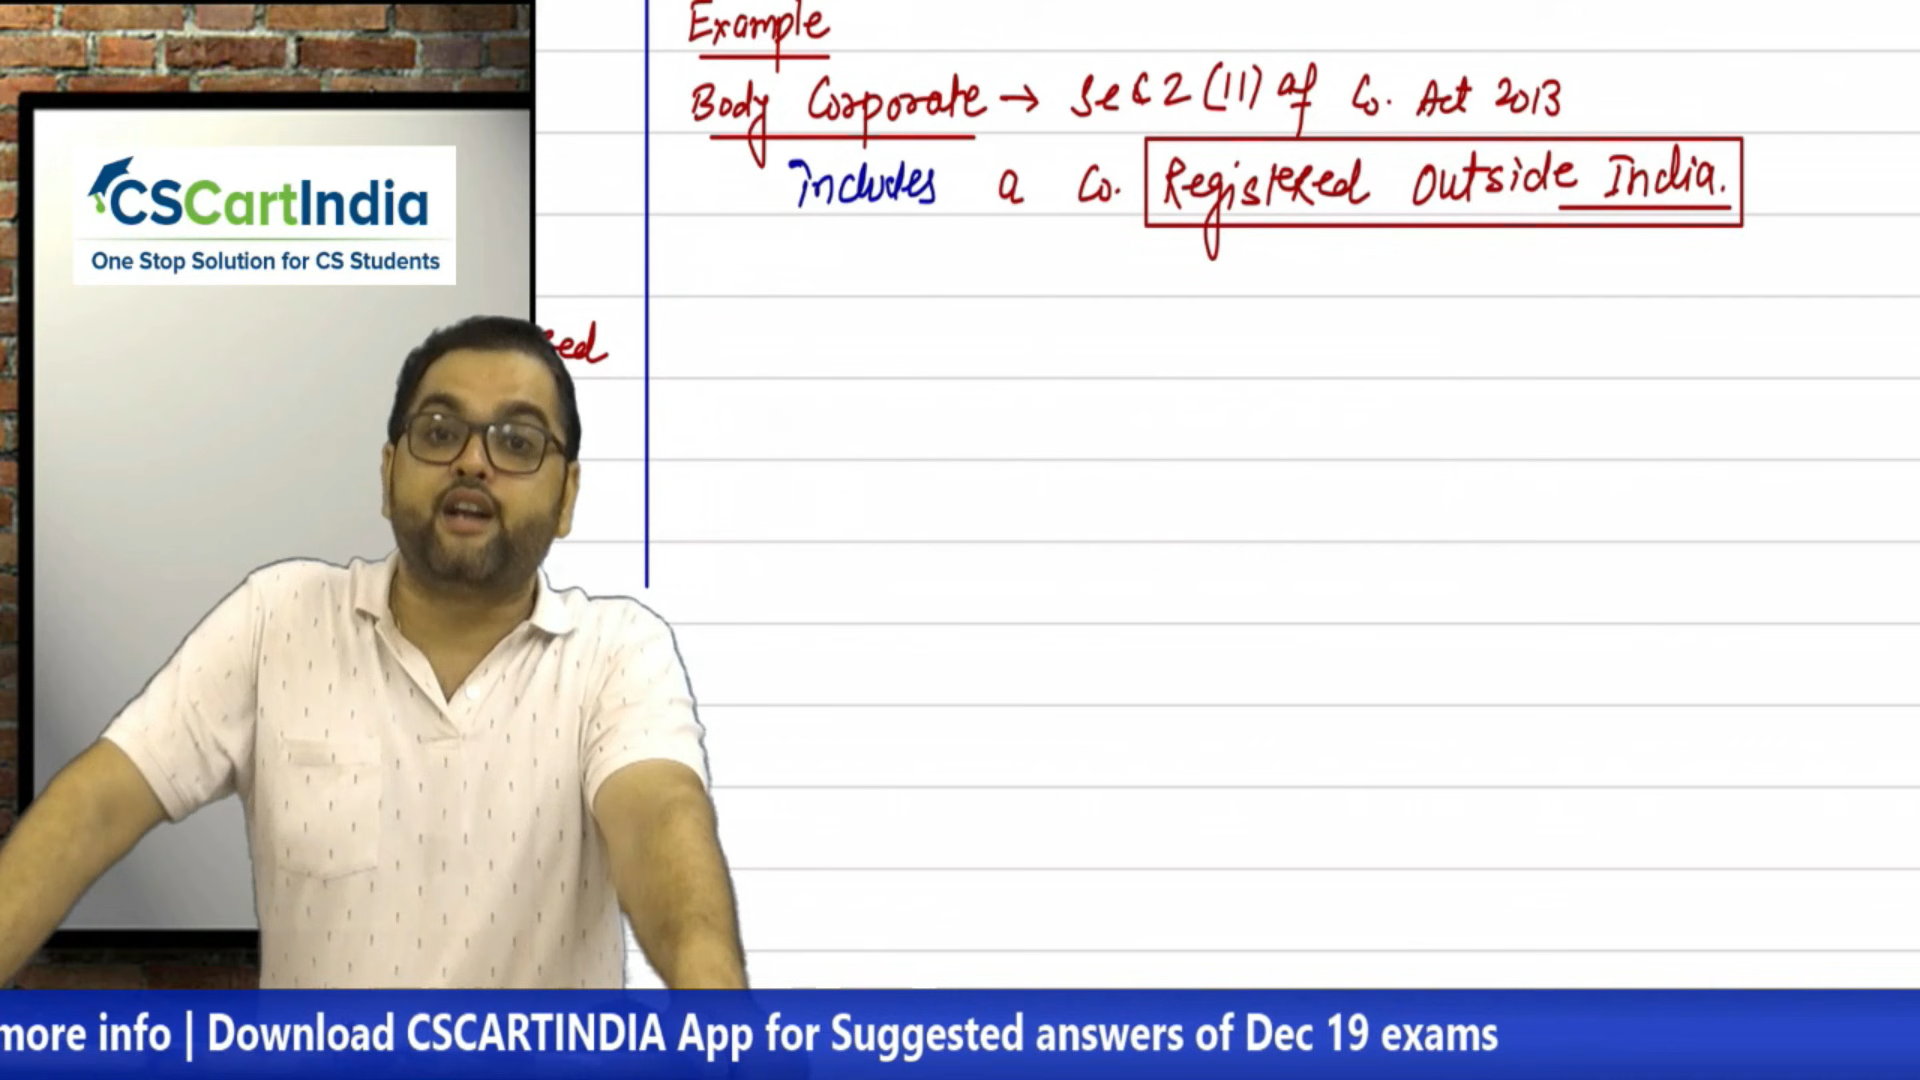 Example
Body Corporate → Sec 2 (11) of Co. Act 2013
Includes a Co. Registered Outside India.
CSCartIndia
One Stop Solution for CS Students
more info | Download CSCARTINDIA App for Suggested answers of Dec 19 exams